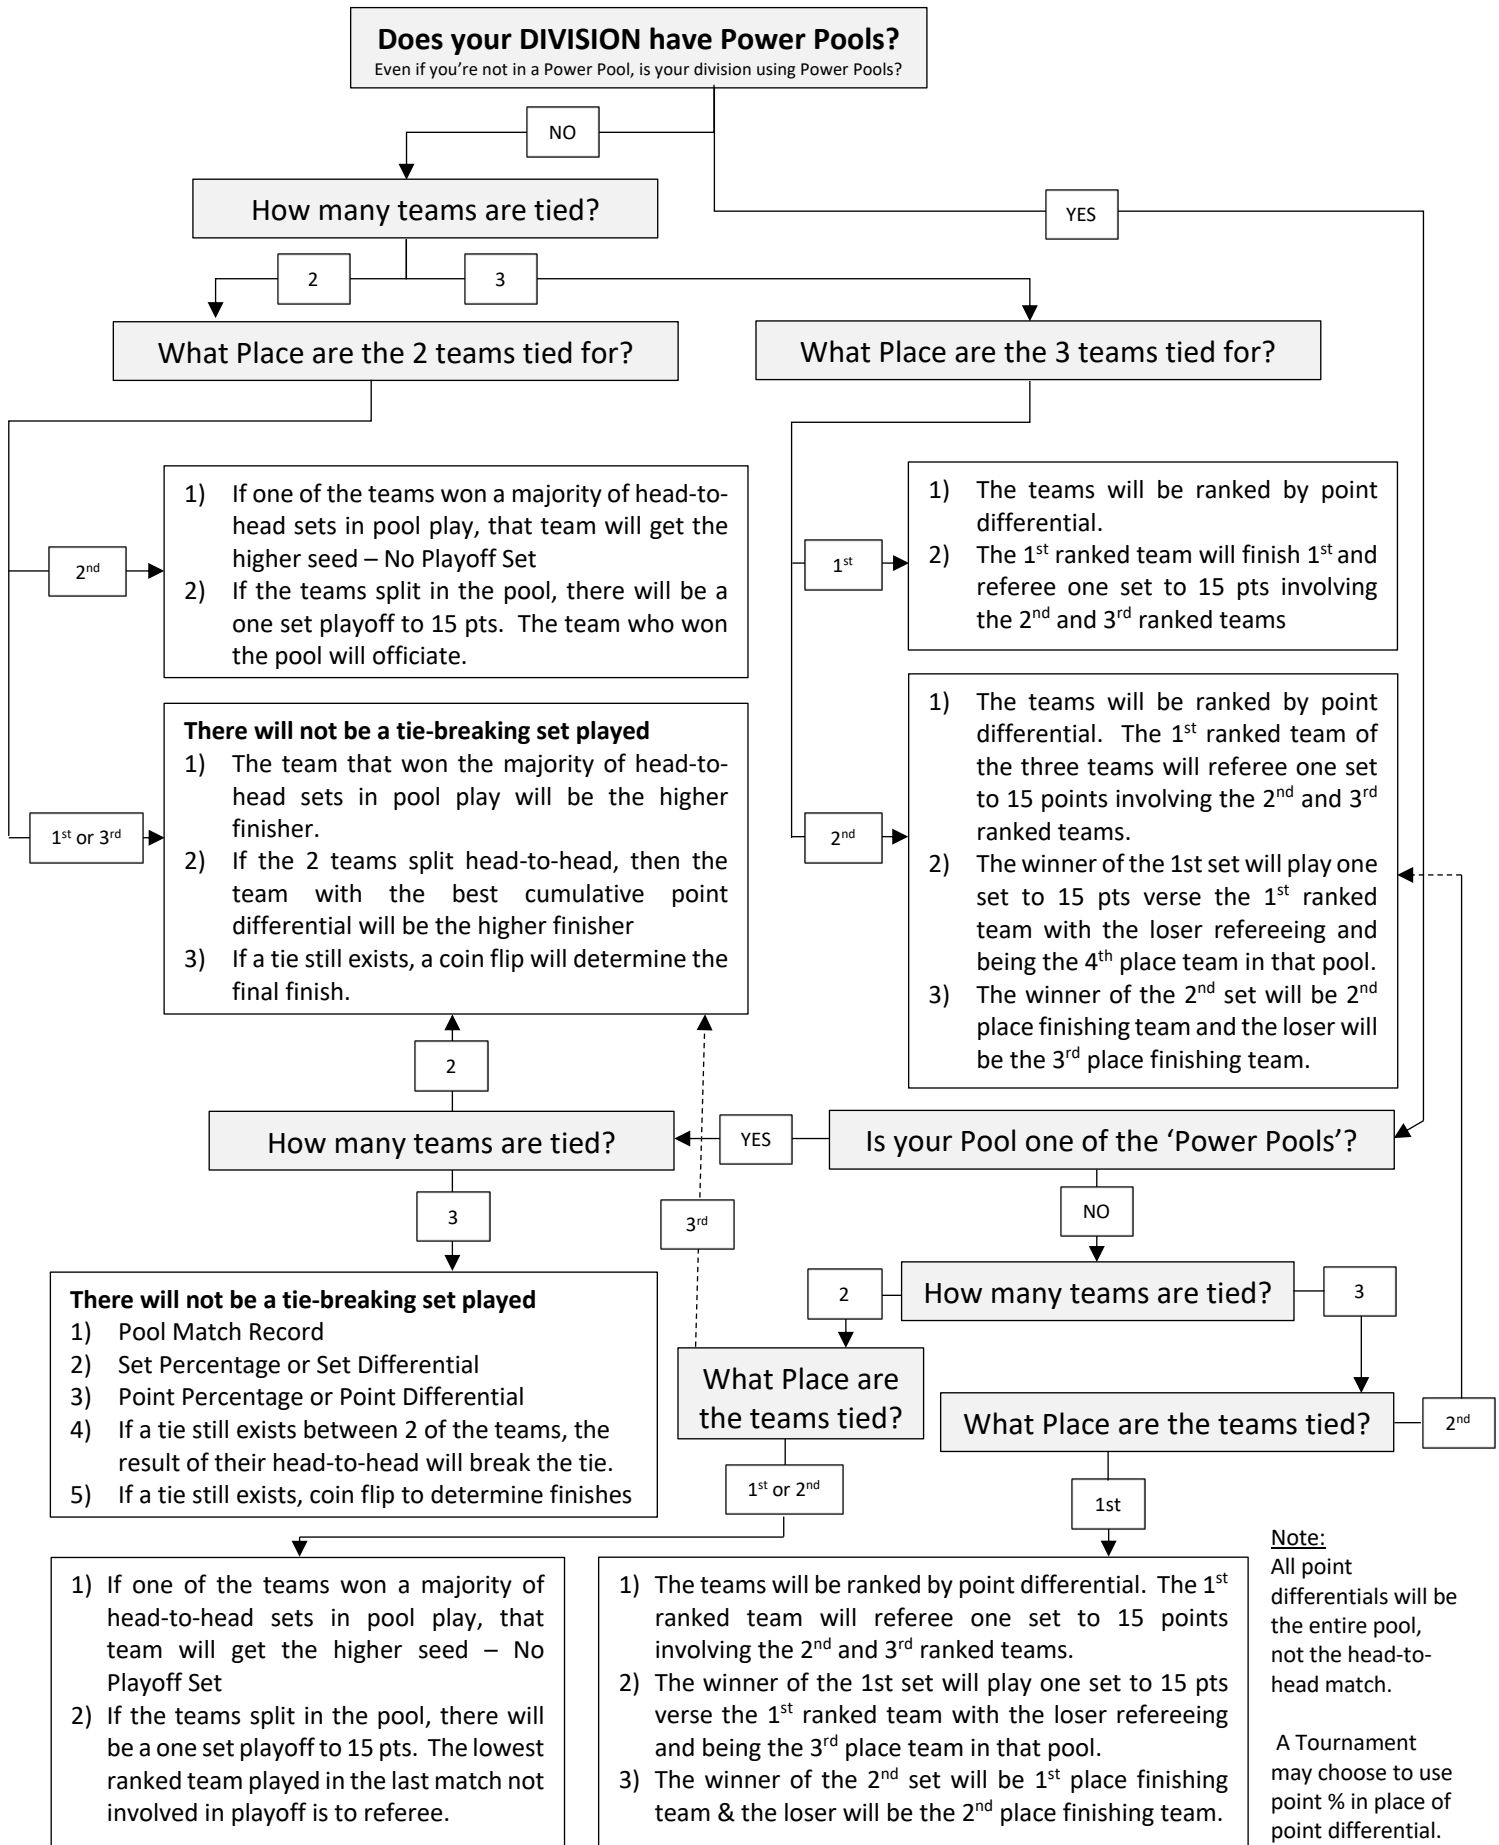 Does your DIVISION have Power Pools?
Even if you're not in a Power Pool, is your division using Power Pools?
NO
How many teams are tied?
YES
2
3
What Place are the 2 teams tied for?
What Place are the 3 teams tied for?
2nd
1) If one of the teams won a majority of head-to-
head sets in pool play, that team will get the
higher seed – No Playoff Set
2) If the teams split in the pool, there will be a
one set playoff to 15 pts. The team who won
the pool will officiate.
1st
1) The teams will be ranked by point
differential.
2) The 1st ranked team will finish 1st and
referee one set to 15 pts involving
the 2nd and 3rd ranked teams
1st or 3rd
There will not be a tie-breaking set played
1) The team that won the majority of head-to-
head sets in pool play will be the higher
finisher.
2) If the 2 teams split head-to-head, then the
team with the best cumulative point
differential will be the higher finisher
3) If a tie still exists, a coin flip will determine the
final finish.
2nd
1) The teams will be ranked by point
differential. The 1st ranked team of
the three teams will referee one set
to 15 points involving the 2nd and 3rd
ranked teams.
2) The winner of the 1st set will play one
set to 15 pts verse the 1st ranked
team with the loser refereeing and
being the 4th place team in that pool.
3) The winner of the 2nd set will be 2nd
place finishing team and the loser will
be the 3rd place finishing team.
2
How many teams are tied?
YES
Is your Pool one of the ‘Power Pools’?
3
3rd
NO
There will not be a tie-breaking set played
1) Pool Match Record
2) Set Percentage or Set Differential
3) Point Percentage or Point Differential
4) If a tie still exists between 2 of the teams, the
result of their head-to-head will break the tie.
5) If a tie still exists, coin flip to determine finishes
2
How many teams are tied?
3
What Place are
the teams tied?
What Place are the teams tied?
2nd
1st or 2nd
1st
1) If one of the teams won a majority of
head-to-head sets in pool play, that
team will get the higher seed – No
Playoff Set
2) If the teams split in the pool, there will
be a one set playoff to 15 pts. The lowest
ranked team played in the last match not
involved in playoff is to referee.
1) The teams will be ranked by point differential. The 1st
ranked team will referee one set to 15 points
involving the 2nd and 3rd ranked teams.
2) The winner of the 1st set will play one set to 15 pts
verse the 1st ranked team with the loser refereeing
and being the 3rd place team in that pool.
3) The winner of the 2nd set will be 1st place finishing
team & the loser will be the 2nd place finishing team.
Note:
All point
differentials will be
the entire pool,
not the head-to-
head match.
A Tournament
may choose to use
point % in place of
point differential.